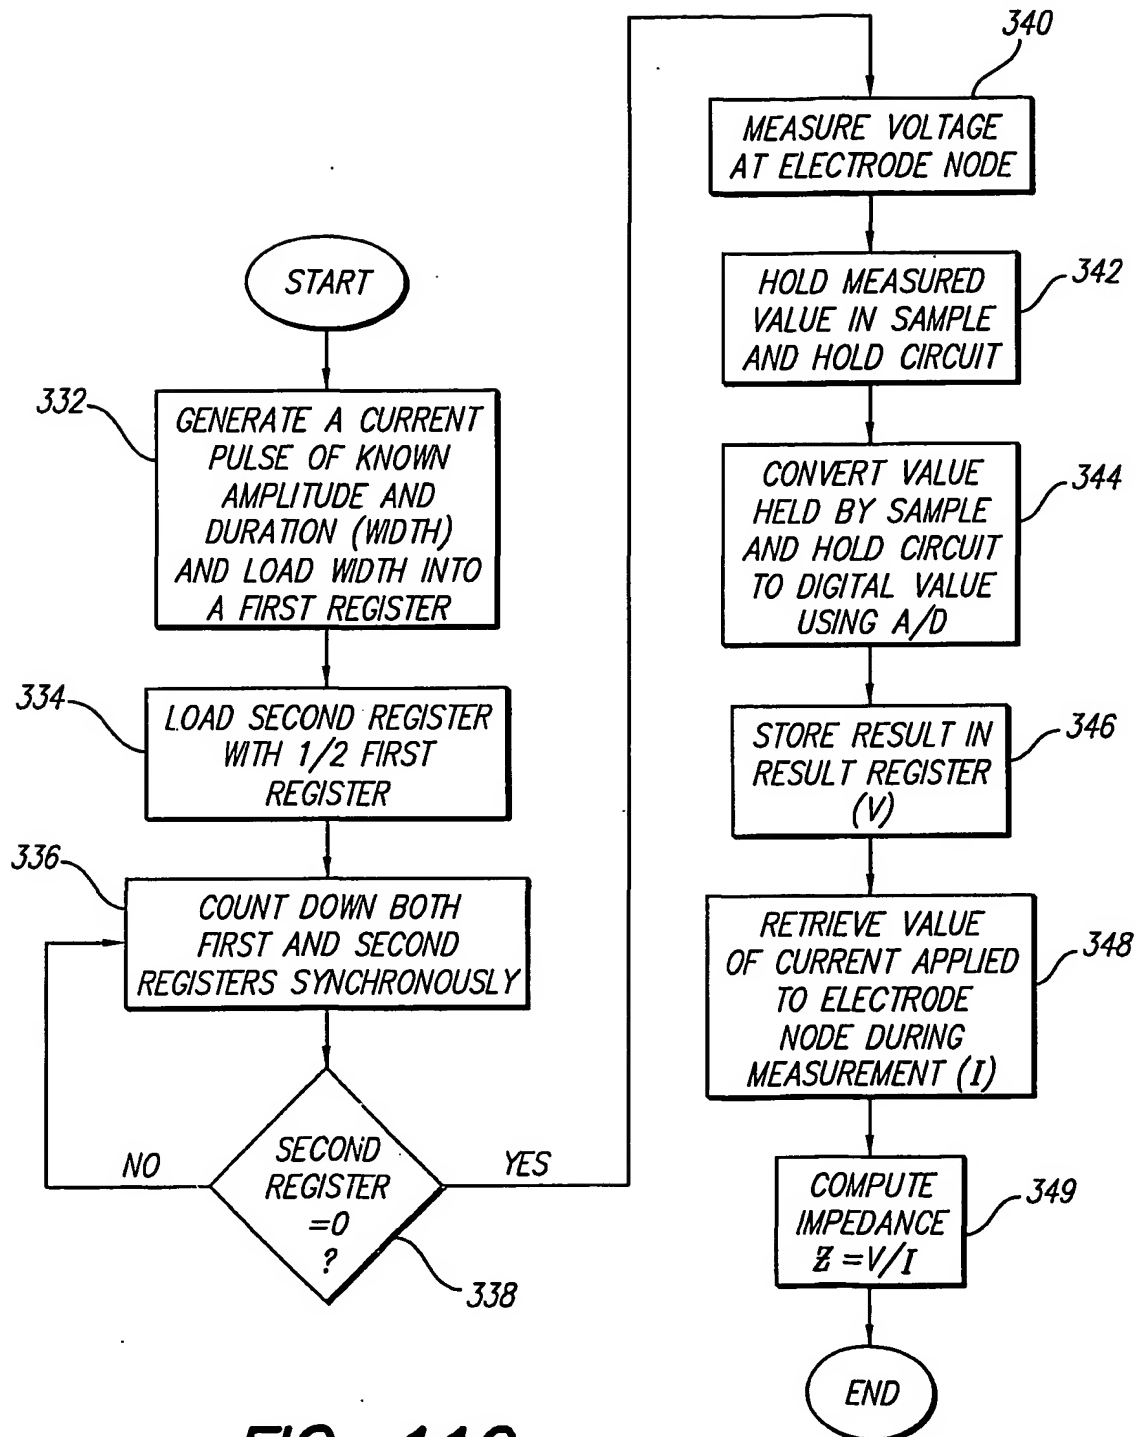 START
332
GENERATE A CURRENT
PULSE OF KNOWN
AMPLITUDE AND
DURATION (WIDTH)
AND LOAD WIDTH INTO
A FIRST REGISTER
334
LOAD SECOND REGISTER
WITH 1/2 FIRST
REGISTER
336
COUNT DOWN BOTH
FIRST AND SECOND
REGISTERS SYNCHRONOUSLY
SECOND
REGISTER
=0
?
NO
YES
338
340
MEASURE VOLTAGE
AT ELECTRODE NODE
342
HOLD MEASURED
VALUE IN SAMPLE
AND HOLD CIRCUIT
344
CONVERT VALUE
HELD BY SAMPLE
AND HOLD CIRCUIT
TO DIGITAL VALUE
USING A/D
346
STORE RESULT IN
RESULT REGISTER
(V)
348
RETRIEVE VALUE
OF CURRENT APPLIED
TO ELECTRODE
NODE DURING
MEASUREMENT (I)
349
COMPUTE
IMPEDANCE
Z=V/I
END